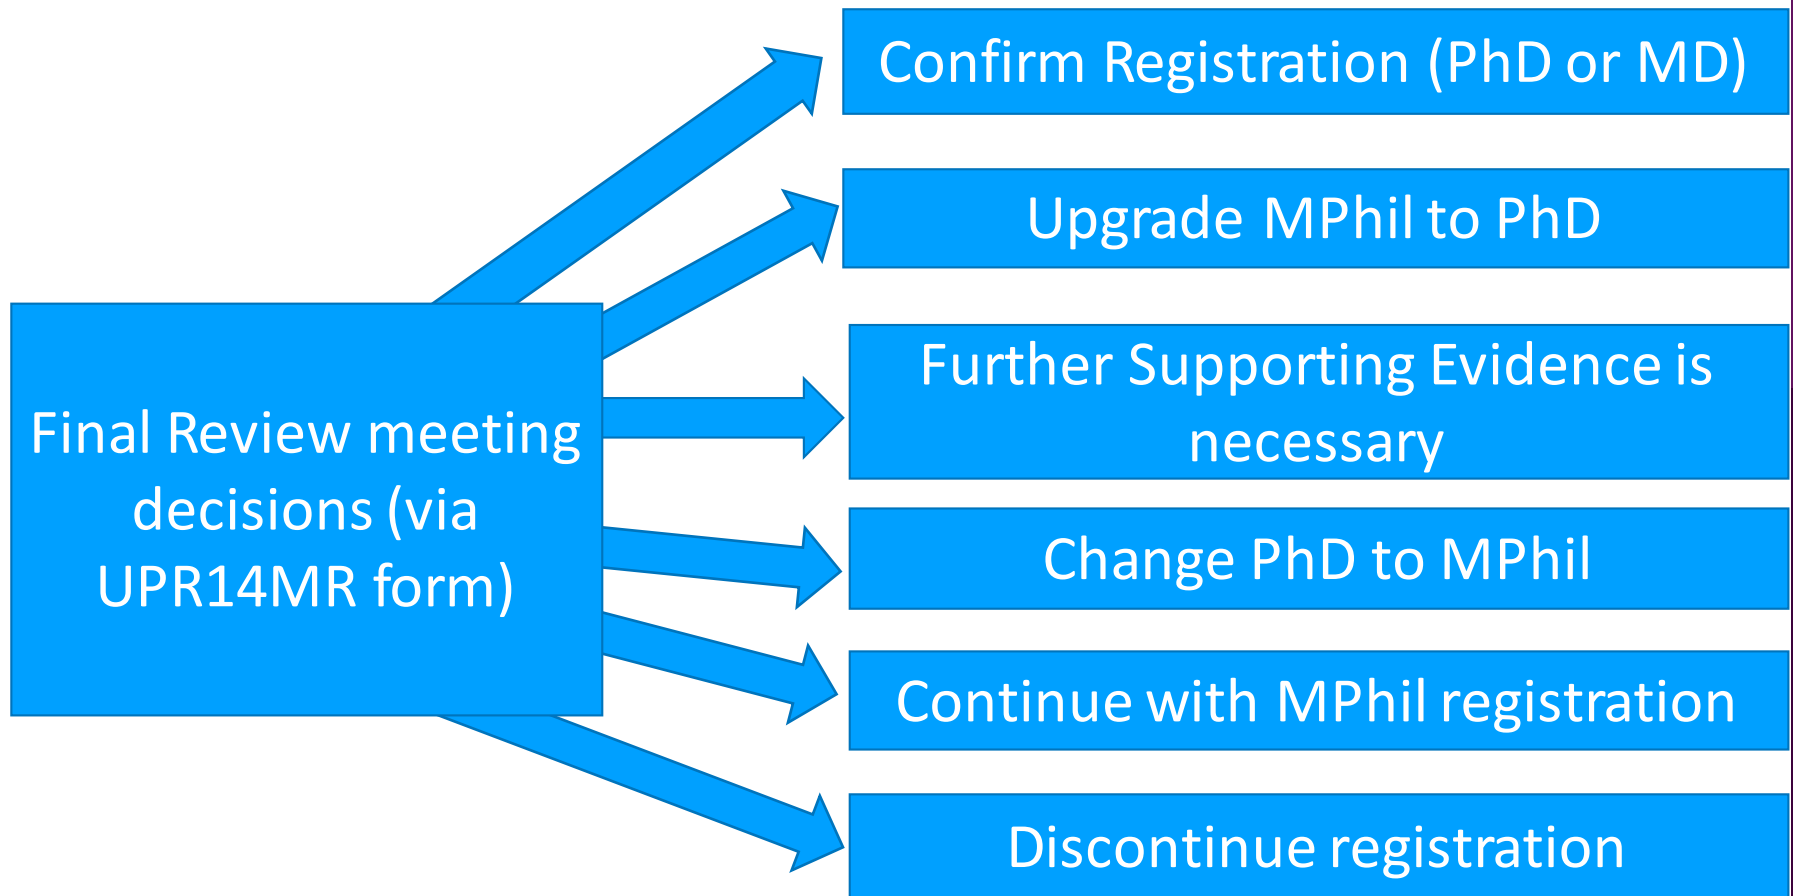 Final Review meeting
decisions (via
UPR14MR form)
Confirm Registration (PhD or MD)
Upgrade MPhil to PhD
Further Supporting Evidence is
necessary
Change PhD to MPhil
Continue with MPhil registration
Discontinue registration